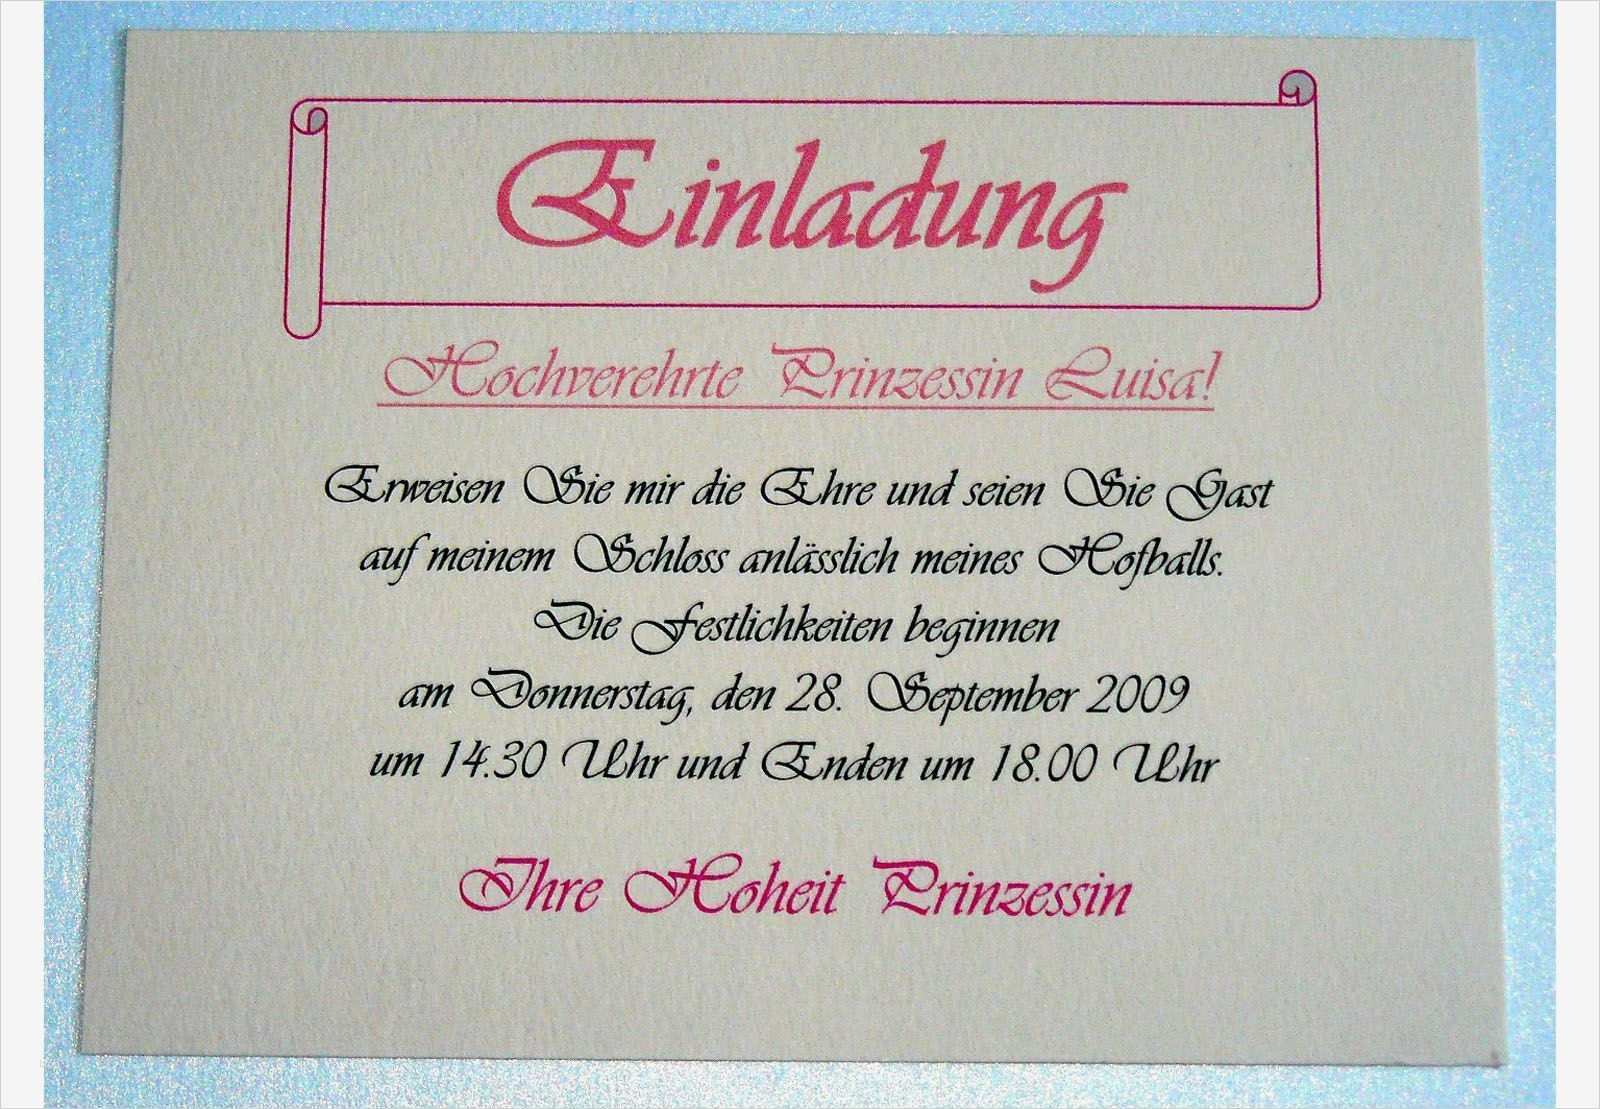 Einladung
Hochverehrte Prinzessin Luisa!
Erweisen Sie mir die Ehre und seien Sie Gast
auf meinem Schloss anlässlich meines Hofballs.
Die Festlichkeiten beginnen
am Donnerstag, den 28. September 2009
um 14.30 Uhr und Enden um 18.00 Uhr
Ihre Hoheit Prinzessin